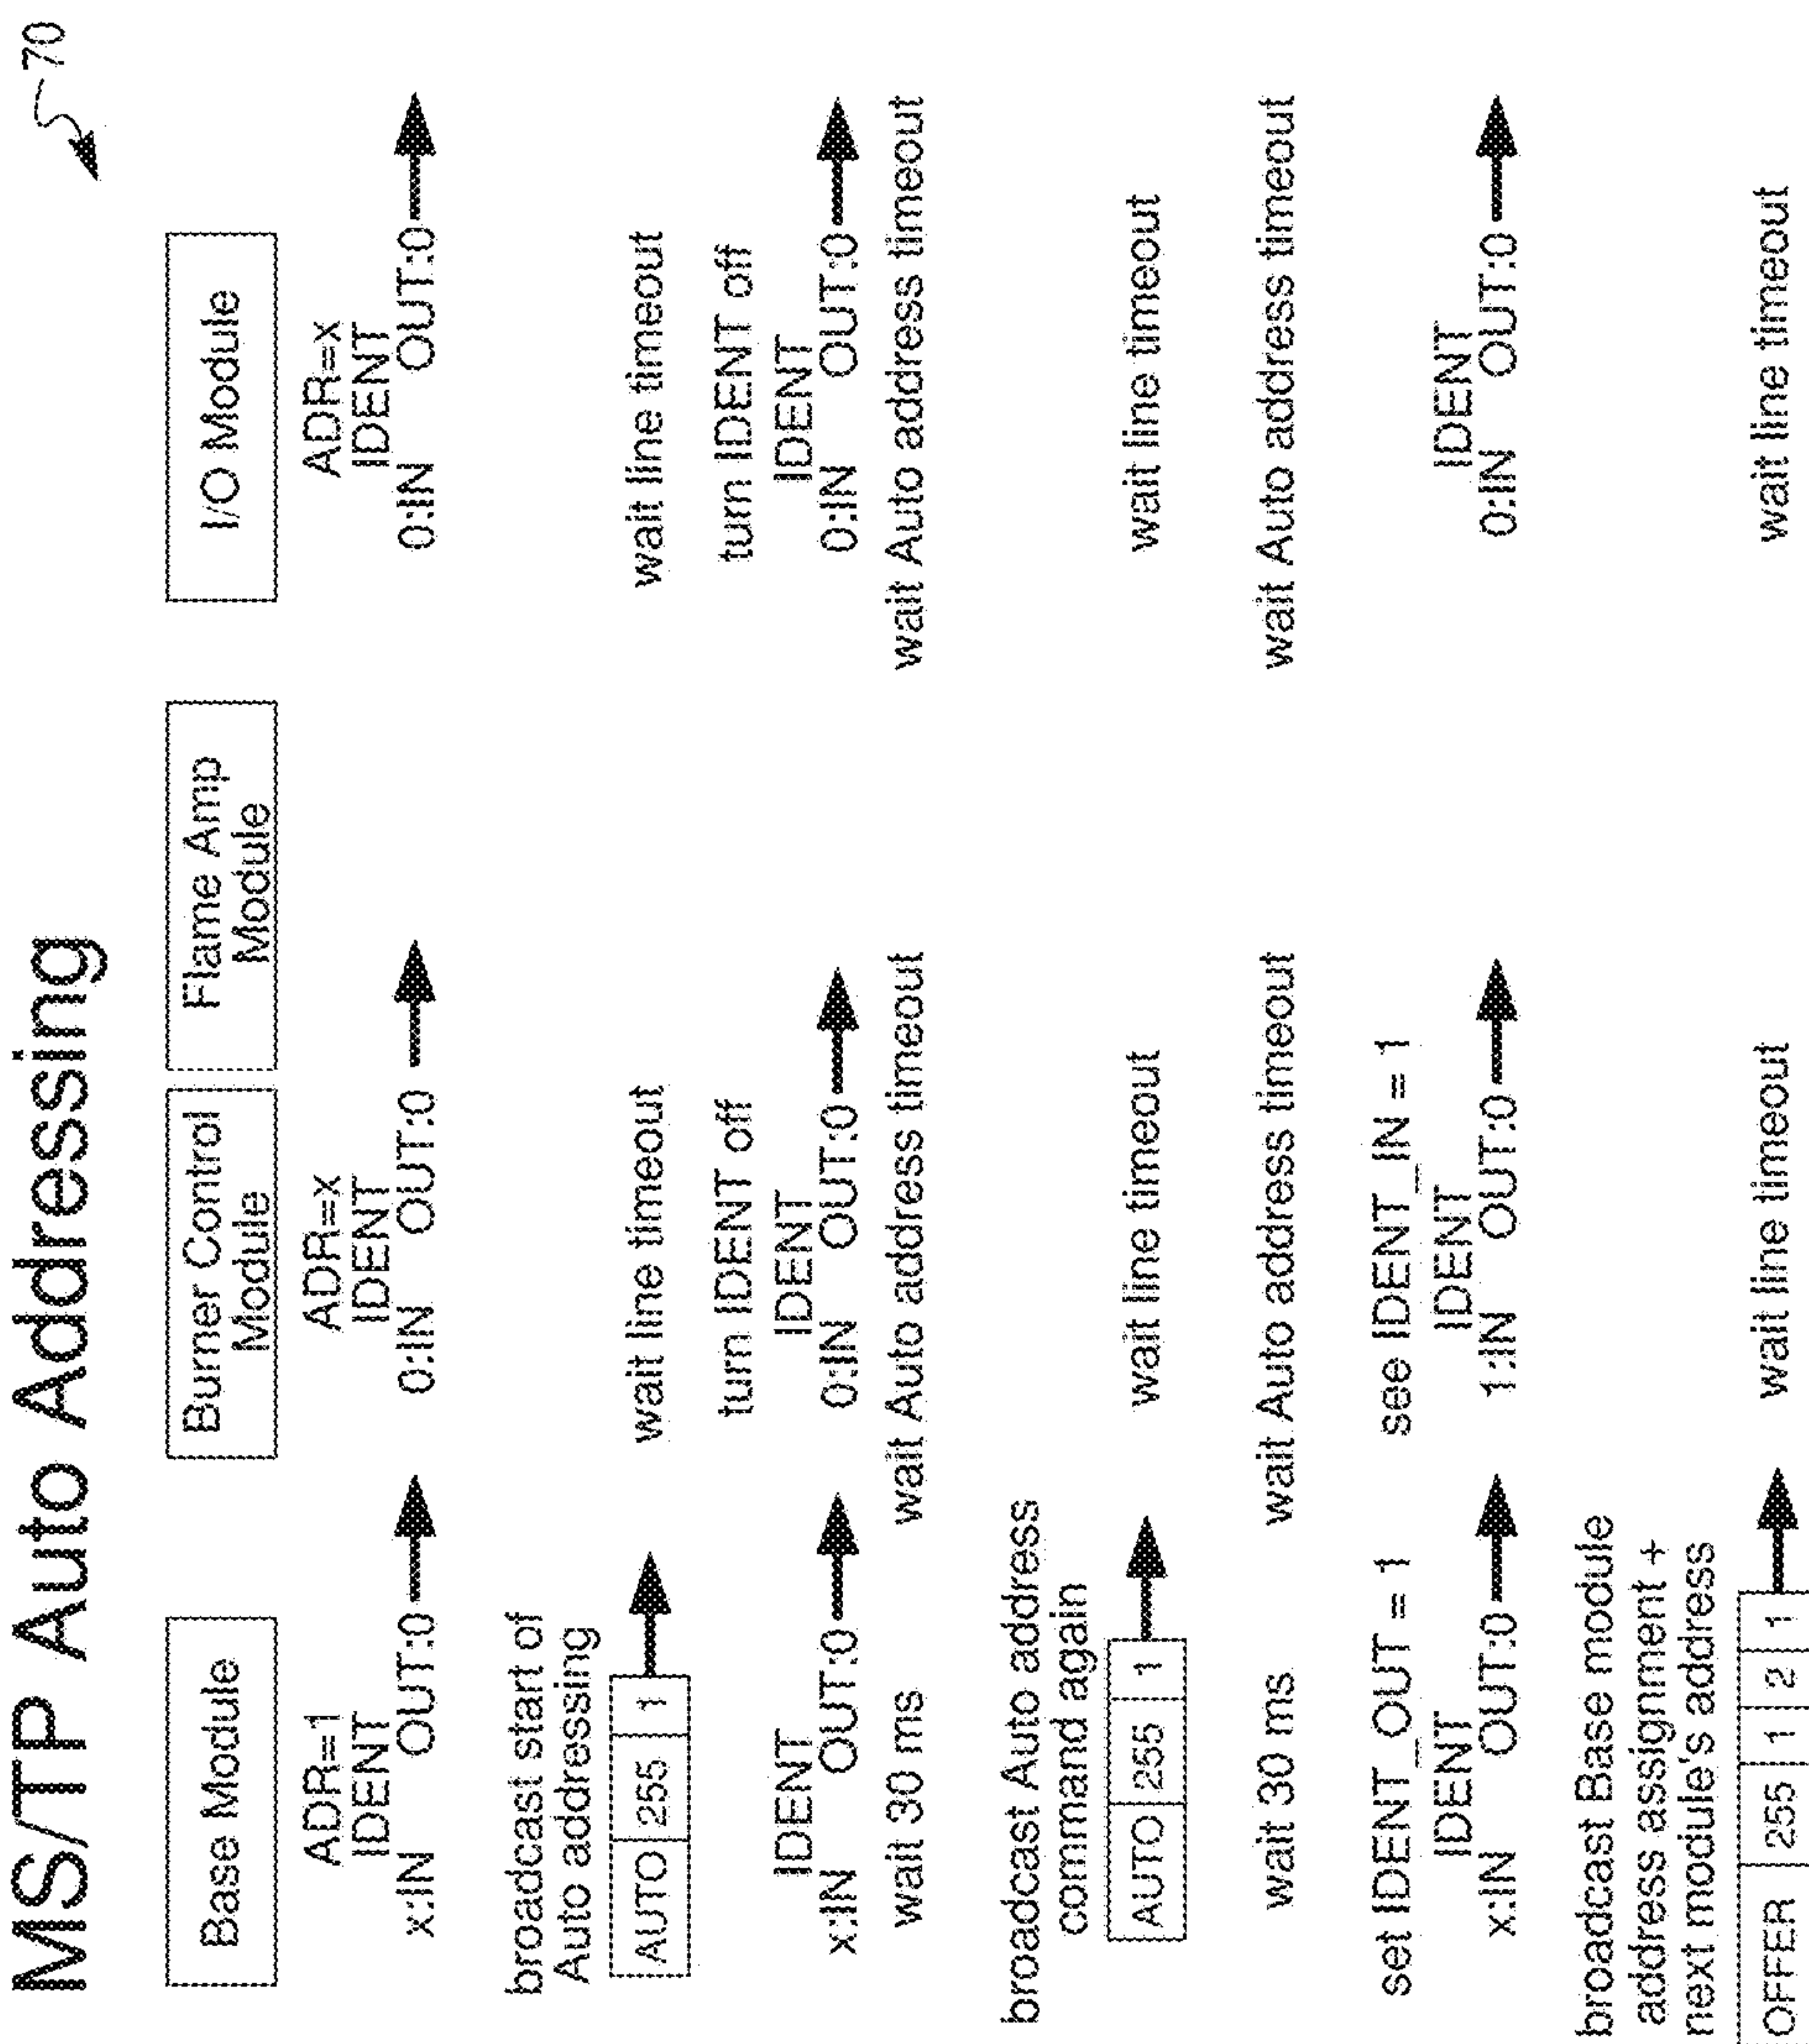 MS/TP Auto Addressing
70
Base Module
Burner Control
Module
Flame Amp
Module
I/O Module
ADR=1
IDENT
x:IN OUT:0
ADR=x
IDENT
0:IN OUT:0
ADR=x
IDENT
0:IN OUT:0
broadcast start of
Auto addressing
AUTO 255 1
wait line timeout
wait line timeout
turn IDENT off
turn IDENT off
IDENT
x:IN OUT:0
IDENT
0:IN OUT:0
IDENT
0:IN OUT:0
wait 30 ms
wait Auto address timeout
wait Auto address timeout
broadcast Auto address
command again
AUTO 255 1
wait line timeout
wait line timeout
wait 30 ms
wait Auto address timeout
wait Auto address timeout
set IDENT_OUT = 1
see IDENT_IN = 1
IDENT
x:IN OUT:0
IDENT
1:IN OUT:0
IDENT
0:IN OUT:0
broadcast Base module
address assignment +
next module's address
OFFER 255 1 2 1
wait line timeout
wait line timeout